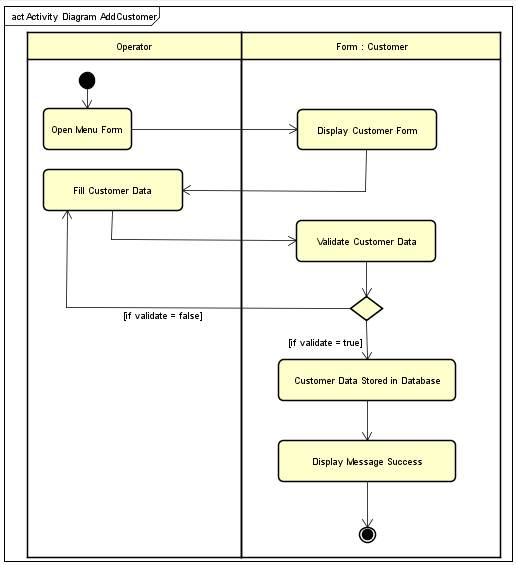 act Activity Diagram AddCustomer
Operator
Form : Customer
Open Menu Form
Display Customer Form
Fill Customer Data
Validate Customer Data
[if validate = false]
[if validate = true]
Customer Data Stored in Database
Display Message Success